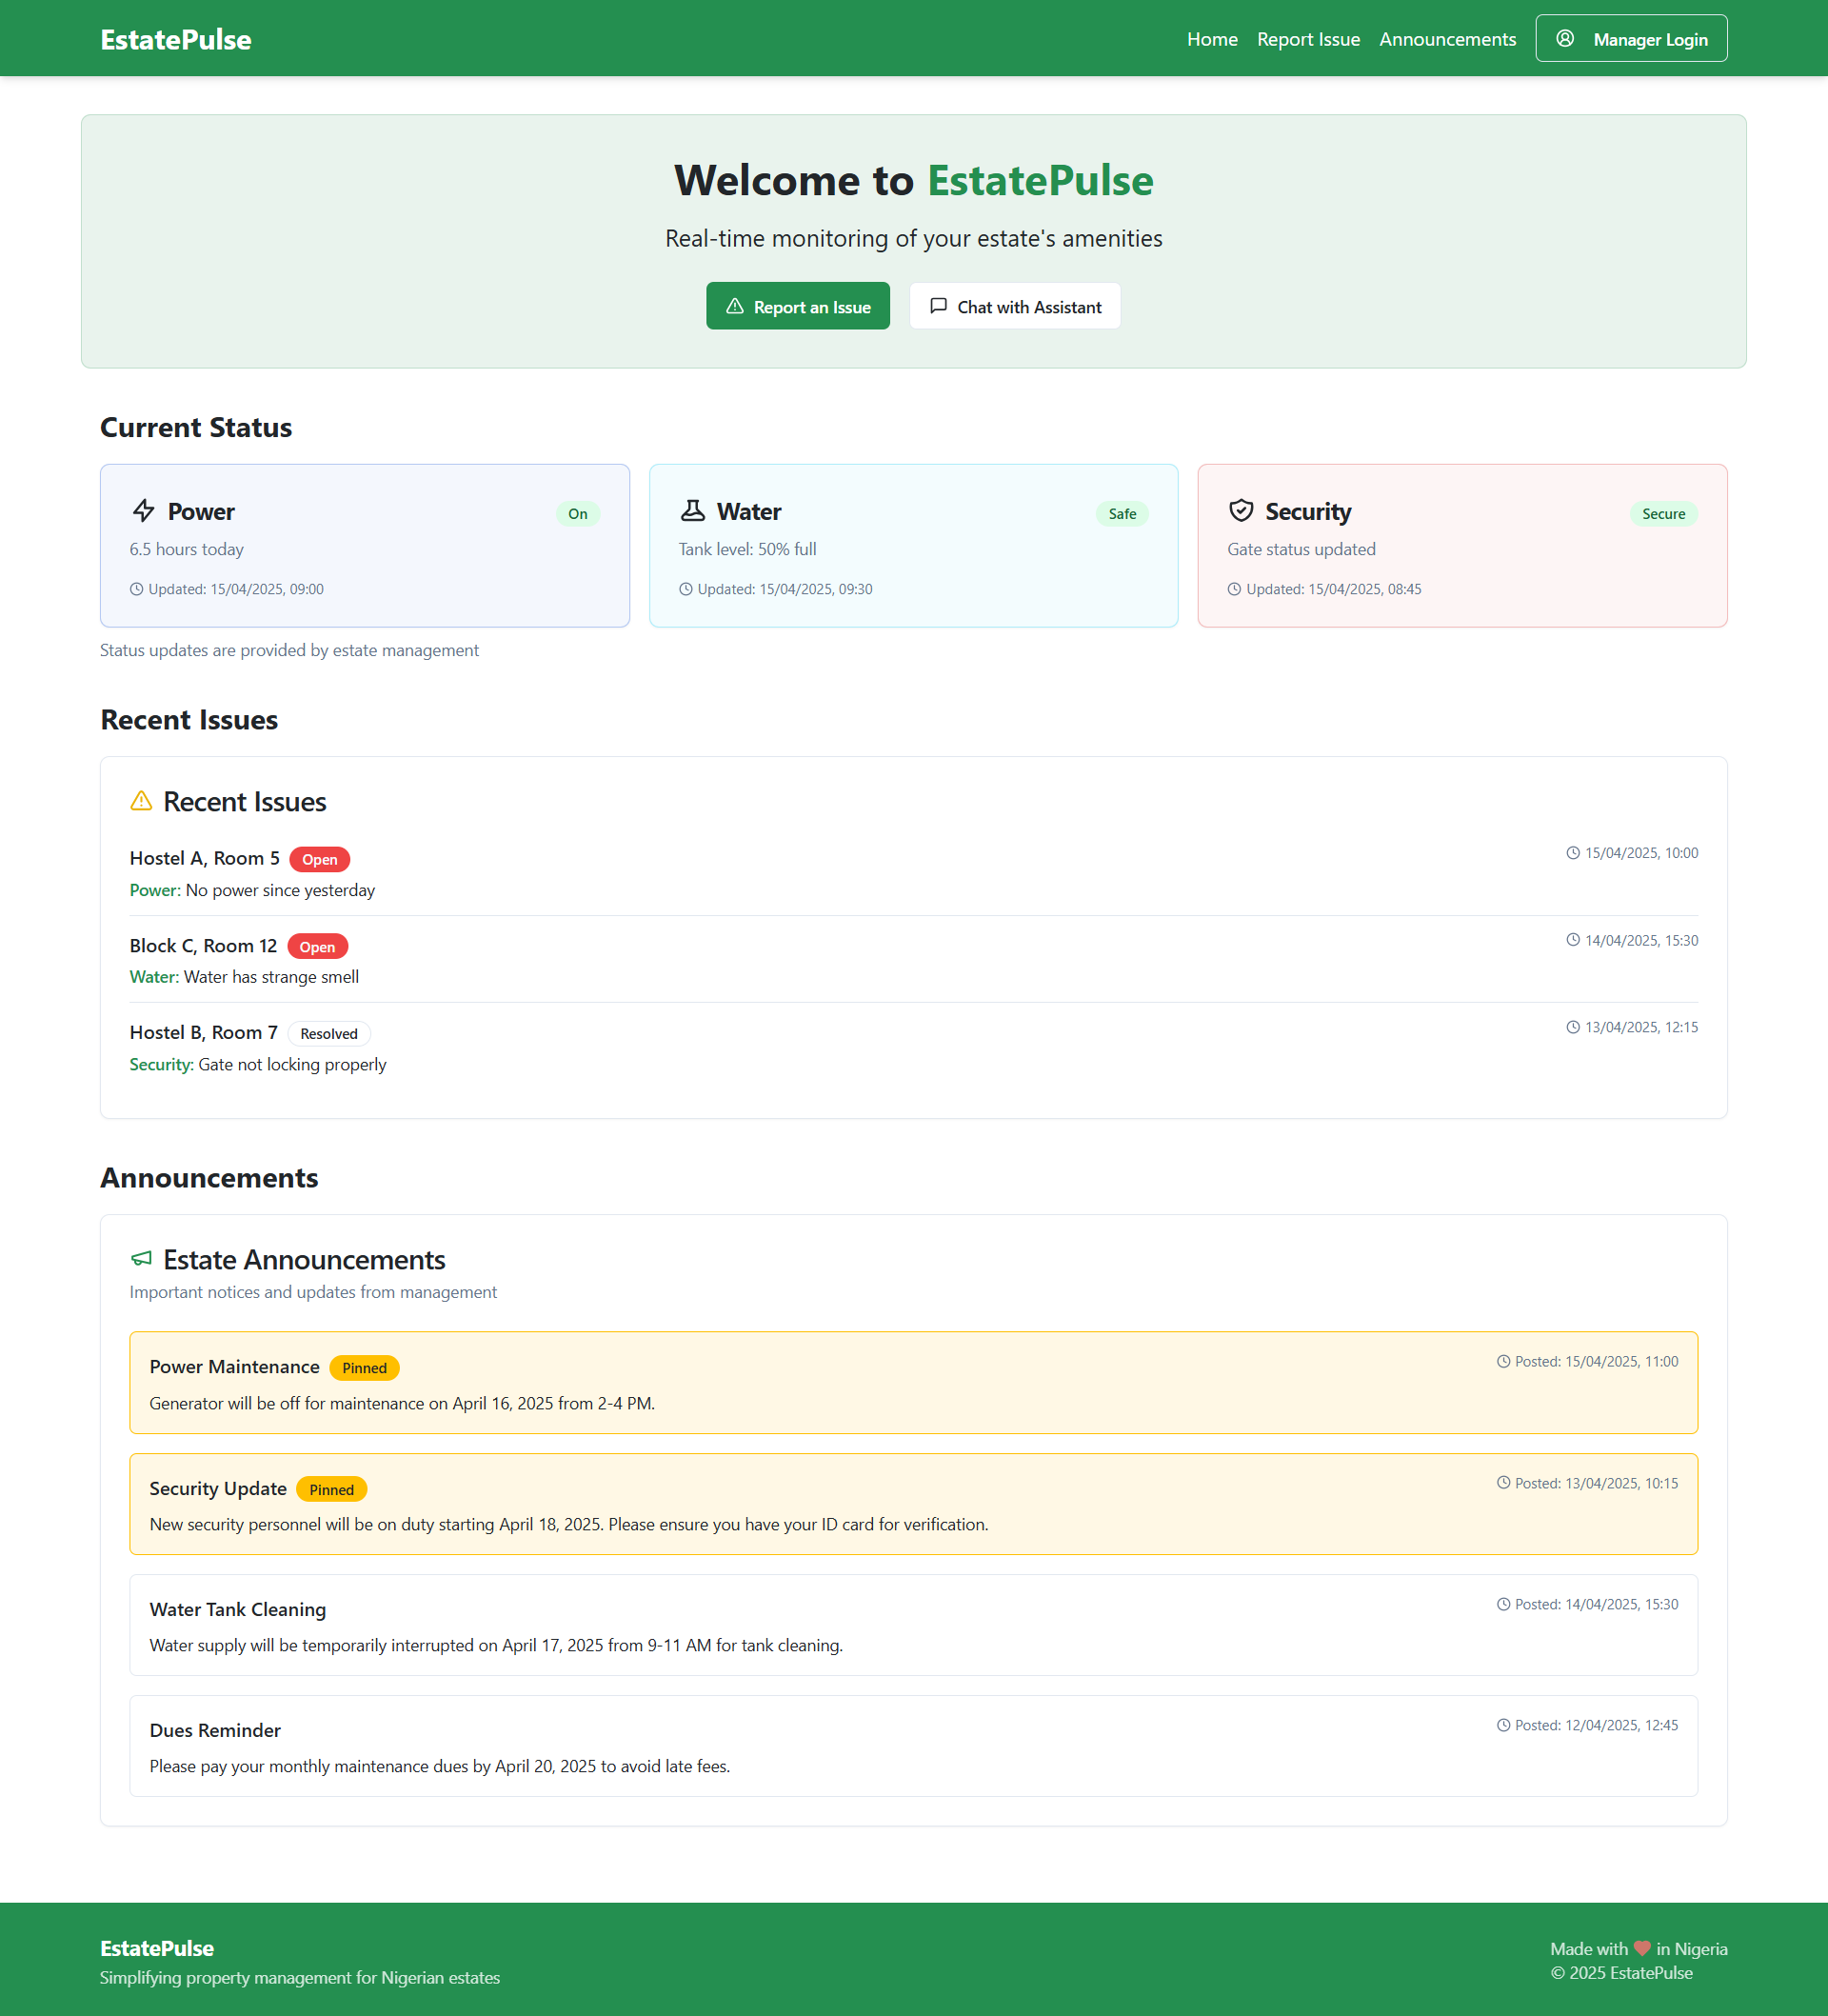 EstatePulse
Home
Report Issue
Announcements
Manager Login
Welcome to EstatePulse
Real-time monitoring of your estate's amenities
Report an Issue
Chat with Assistant
Current Status
Power
On
6.5 hours today
Updated: 15/04/2025, 09:00
Water
Safe
Tank level: 50% full
Updated: 15/04/2025, 09:30
Security
Secure
Gate status updated
Updated: 15/04/2025, 08:45
Status updates are provided by estate management
Recent Issues
Recent Issues
Hostel A, Room 5 Open
15/04/2025, 10:00
Power: No power since yesterday
Block C, Room 12 Open
14/04/2025, 15:30
Water: Water has strange smell
Hostel B, Room 7 Resolved
13/04/2025, 12:15
Security: Gate not locking properly
Announcements
Estate Announcements
Important notices and updates from management
Power Maintenance Pinned
Posted: 15/04/2025, 11:00
Generator will be off for maintenance on April 16, 2025 from 2-4 PM.
Security Update Pinned
Posted: 13/04/2025, 10:15
New security personnel will be on duty starting April 18, 2025. Please ensure you have your ID card for verification.
Water Tank Cleaning
Posted: 14/04/2025, 15:30
Water supply will be temporarily interrupted on April 17, 2025 from 9-11 AM for tank cleaning.
Dues Reminder
Posted: 12/04/2025, 12:45
Please pay your monthly maintenance dues by April 20, 2025 to avoid late fees.
EstatePulse
Simplifying property management for Nigerian estates
Made with ❤️ in Nigeria
© 2025 EstatePulse